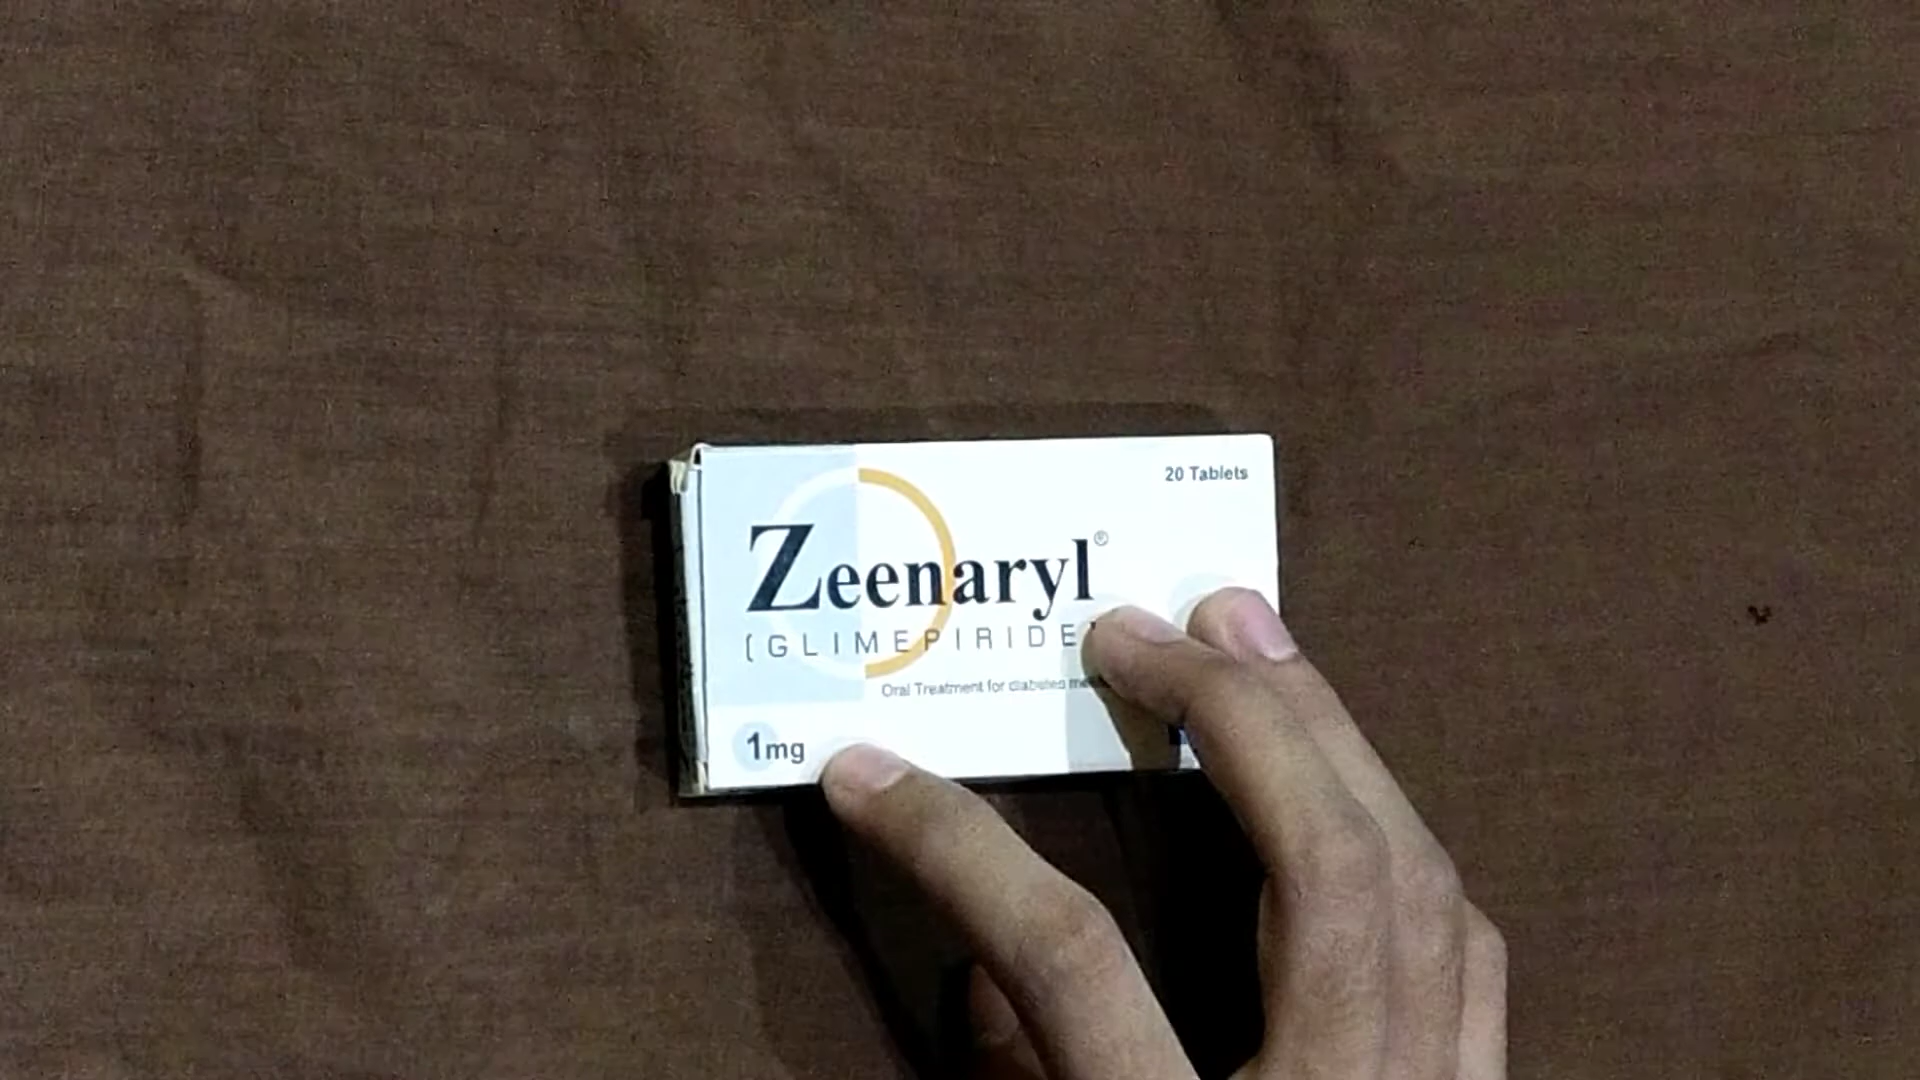 20 Tablets
Zeenaryl®
(GLIMEPIRIDE
Oral Treatment for diabetes
1mg